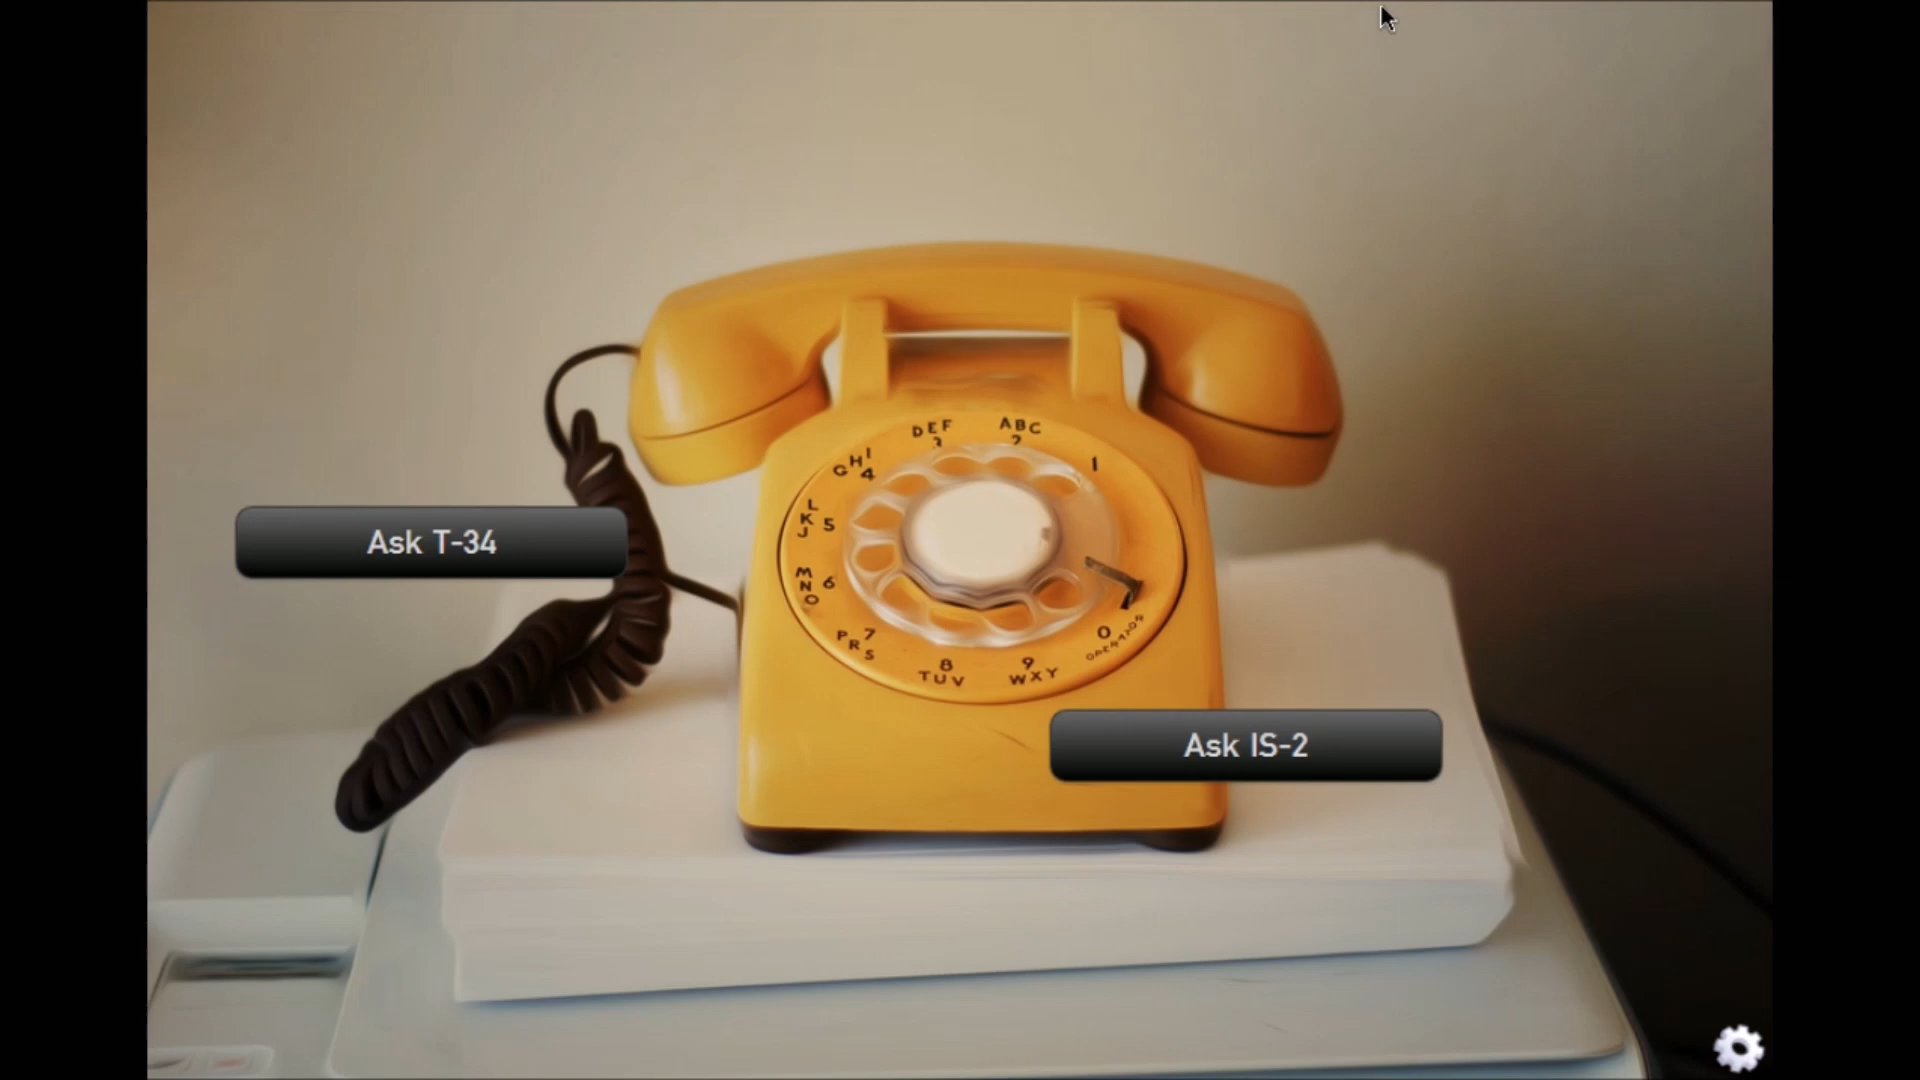 ABC
2
DEF
3
1
GHI
4
JKL
5
MNO
6
PRS
7
8
TUV
9
WXY
0
OPERATOR
Ask T-34
Ask IS-2